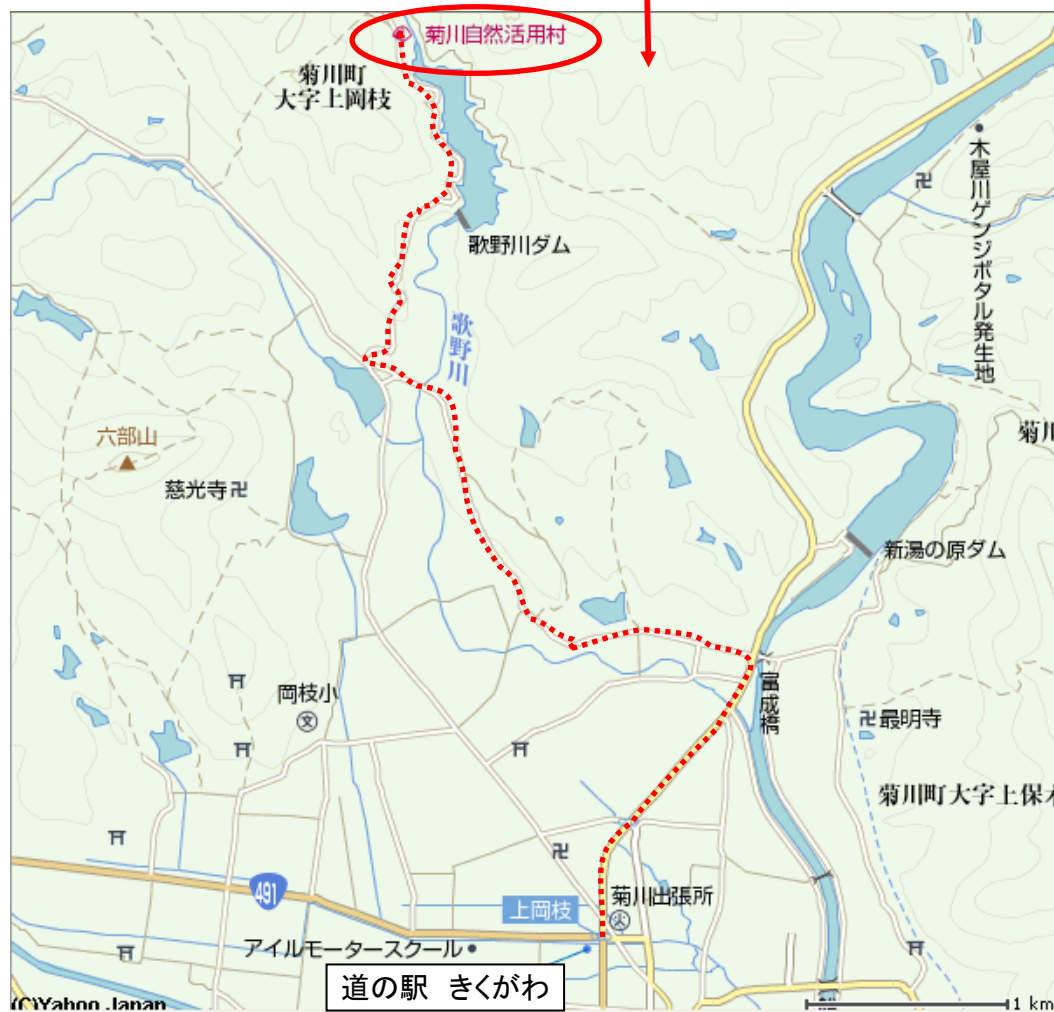 菊川自然活用村
菊川町
大字上岡枝
木屋川ゲンジボタル発生地
歌野川ダム
歌野川
菊川
六部山
慈光寺
新湯の原ダム
岡枝小
文
富成橋
最明寺
菊川町大字上保木
491
上岡枝
菊川出張所
アイルモータースクール
道の駅 きくがわ
(C)Yahoo Japan
1 km